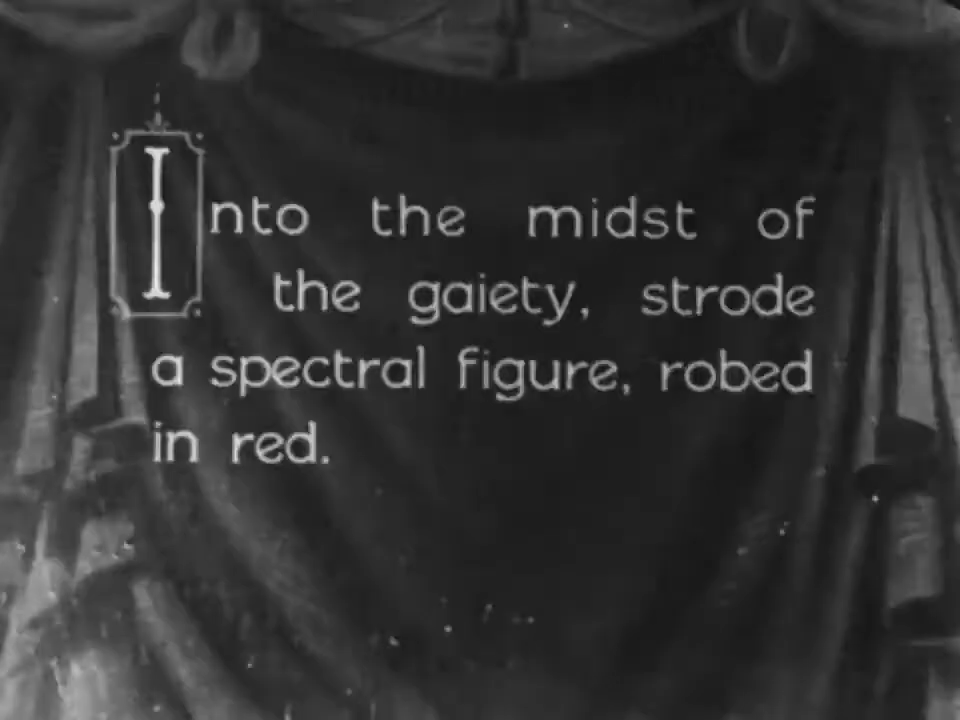 Into the midst of
the gaiety, strode
a spectral figure, robed
in red.